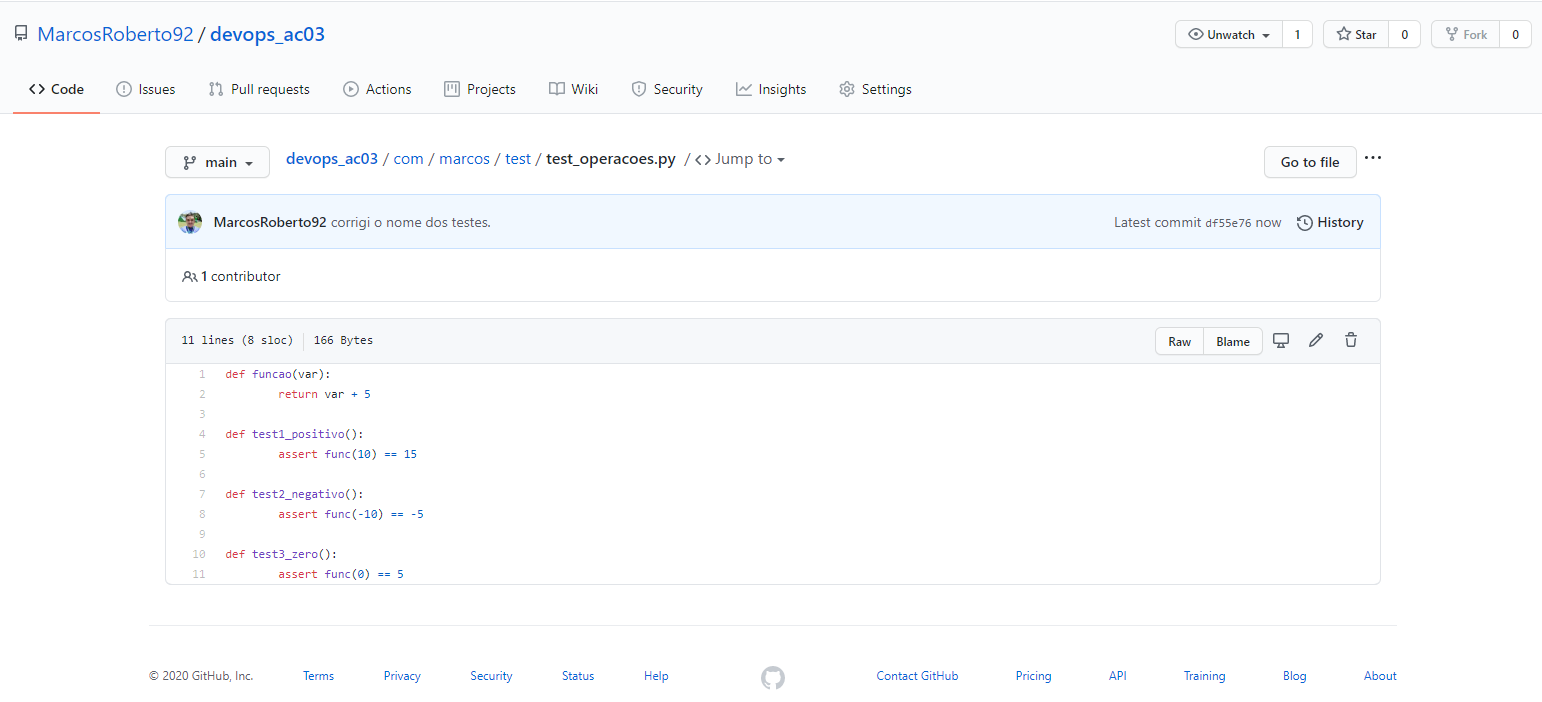 MarcosRoberto92 / devops_ac03
Unwatch 1 Star 0 Fork 0
Code Issues Pull requests Actions Projects Wiki Security Insights Settings
main devops_ac03 / com / marcos / test / test_operacoes.py / <> Jump to Go to file ...
MarcosRoberto92 corrigi o nome dos testes. Latest commit df55e76 now History
1 contributor
11 lines (8 sloc) 166 Bytes Raw Blame
1 def funcao(var):
2 return var + 5
3
4 def test1_positivo():
5 assert func(10) == 15
6
7 def test2_negativo():
8 assert func(-10) == -5
9
10 def test3_zero():
11 assert func(0) == 5
© 2020 GitHub, Inc. Terms Privacy Security Status Help Contact GitHub Pricing API Training Blog About